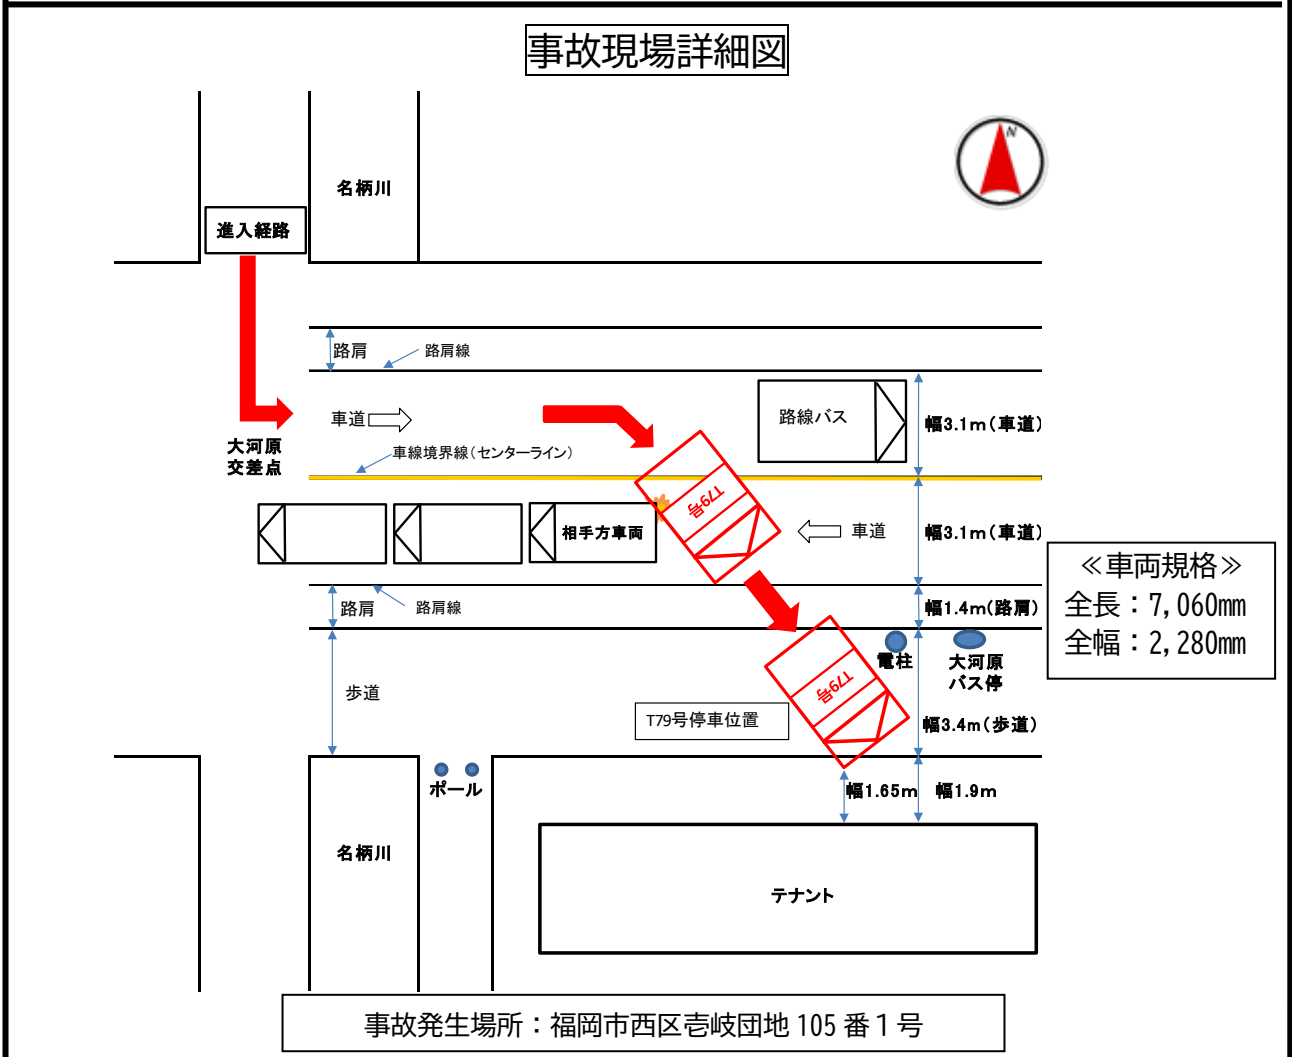 事故現場詳細図
N
名柄川
進入経路
路肩
路肩線
車道
路線バス
幅3.1m(車道)
大河原
交差点
車線境界線(センターライン)
T79号
相手方車両
車道
幅3.1m(車道)
≪車両規格≫
全長：7,060mm
全幅：2,280mm
路肩
路肩線
幅1.4m(路肩)
電柱
大河原
バス停
歩道
T79号
T79号停車位置
幅3.4m(歩道)
ポール
幅1.65m
幅1.9m
名柄川
テナント
事故発生場所：福岡市西区壱岐団地 105 番１号